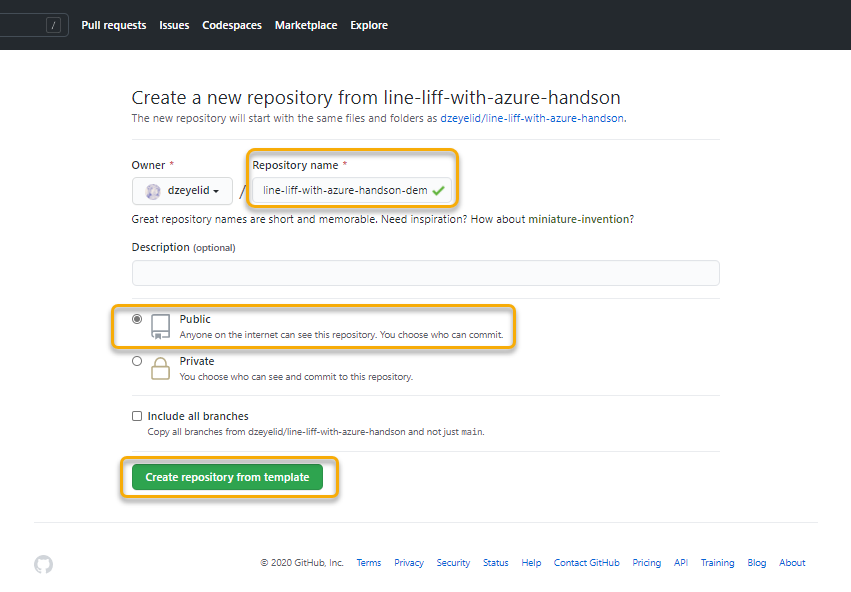 / Pull requests Issues Codespaces Marketplace Explore
Create a new repository from line-liff-with-azure-handson
The new repository will start with the same files and folders as dzeyelid/line-liff-with-azure-handson.
Owner * Repository name *
dzeyelid / line-liff-with-azure-handson-dem
Great repository names are short and memorable. Need inspiration? How about miniature-invention?
Description (optional)
Public
Anyone on the internet can see this repository. You choose who can commit.
Private
You choose who can see and commit to this repository.
Include all branches
Copy all branches from dzeyelid/line-liff-with-azure-handson and not just main.
Create repository from template
© 2020 GitHub, Inc. Terms Privacy Security Status Help Contact GitHub Pricing API Training Blog About